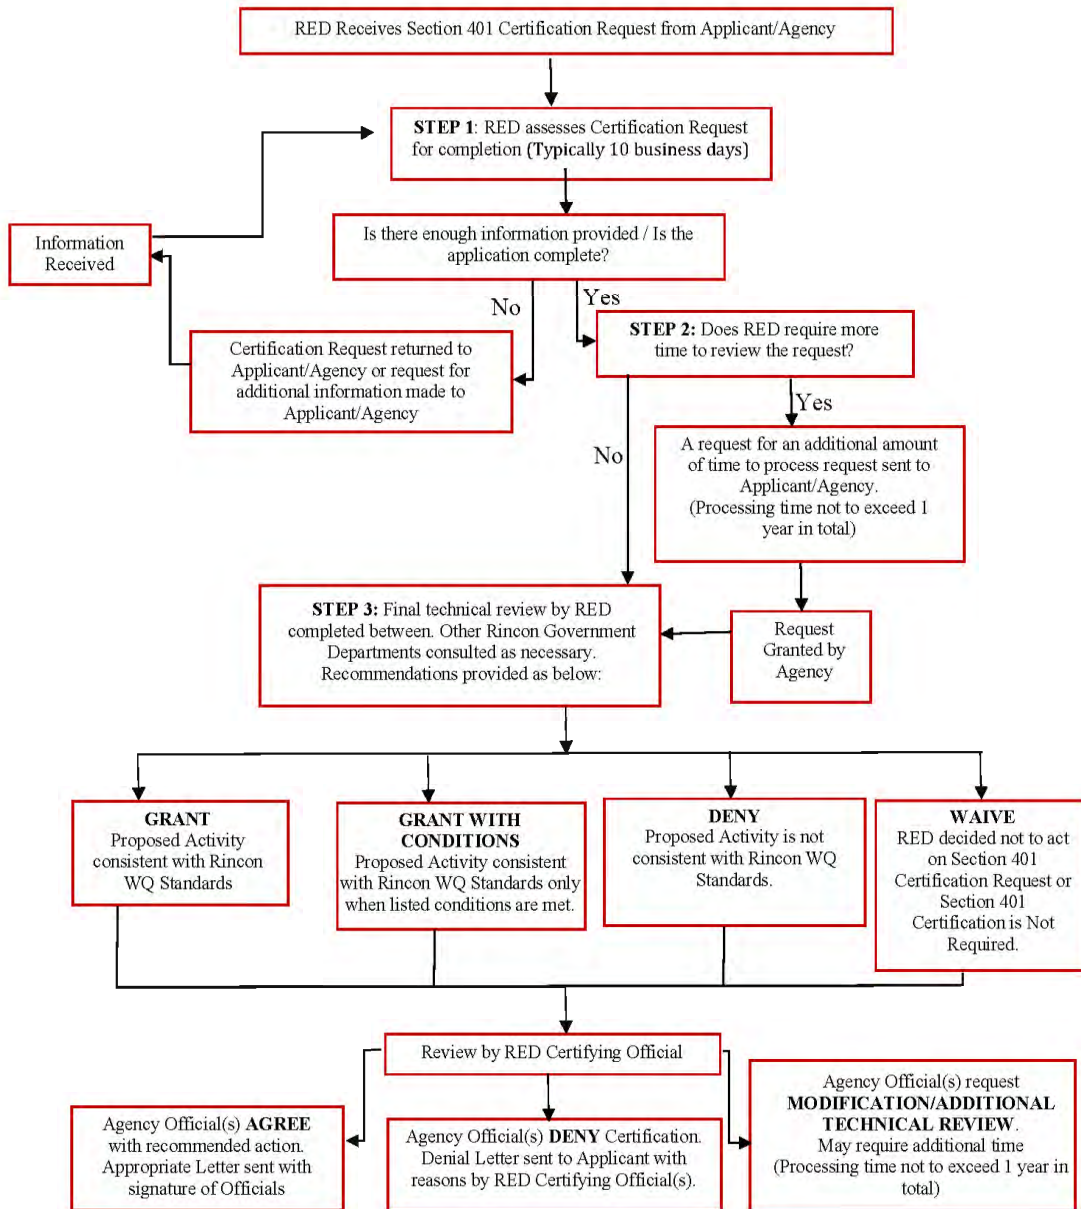 RED Receives Section 401 Certification Request from Applicant/Agency
STEP 1: RED assesses Certification Request
for completion (Typically 10 business days)
Is there enough information provided / Is the
application complete?
Information
Received
No
Yes
STEP 2: Does RED require more
time to review the request?
Certification Request returned to
Applicant/Agency or request for
additional information made to
Applicant/Agency
Yes
No
A request for an additional amount
of time to process request sent to
Applicant/Agency.
(Processing time not to exceed 1
year in total)
STEP 3: Final technical review by RED
completed between. Other Rincon Government
Departments consulted as necessary.
Recommendations provided as below:
Request
Granted by
Agency
GRANT
Proposed Activity
consistent with Rincon
WQ Standards
GRANT WITH
CONDITIONS
Proposed Activity consistent
with Rincon WQ Standards only
when listed conditions are met.
DENY
Proposed Activity is not
consistent with Rincon WQ
Standards.
WAIVE
RED decided not to act
on Section 401
Certification Request or
Section 401
Certification is Not
Required.
Review by RED Certifying Official
Agency Official(s) AGREE
with recommended action.
Appropriate Letter sent with
signature of Officials
Agency Official(s) DENY Certification.
Denial Letter sent to Applicant with
reasons by RED Certifying Official(s).
Agency Official(s) request
MODIFICATION/ADDITIONAL
TECHNICAL REVIEW.
May require additional time
(Processing time not to exceed 1 year in
total)